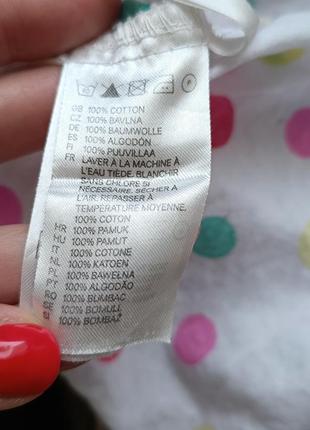 GB 100% COTTON
CZ 100% BAVLNA
DE 100% BAUMWOLLE
ES 100% ALGODÓN
FI 100% PUUVILLAA
FR LAVER À LA MACHINE À
L'EAU TIÈDE. BLANCHIR
SANS CHLORE SI
NÉCESSAIRE. SÉCHER À
L'AIR. REPASSER À
TEMPÉRATURE MOYENNE.
100% COTON
HR 100% PAMUK
HU 100% PAMUT
IT 100% COTONE
NL 100% KATOEN
PL 100% BAWEŁNA
PY 100% ALGODÃO
RO 100% BUMBAC
SE 100% BOMULL
SI 100% BOMBAŽ